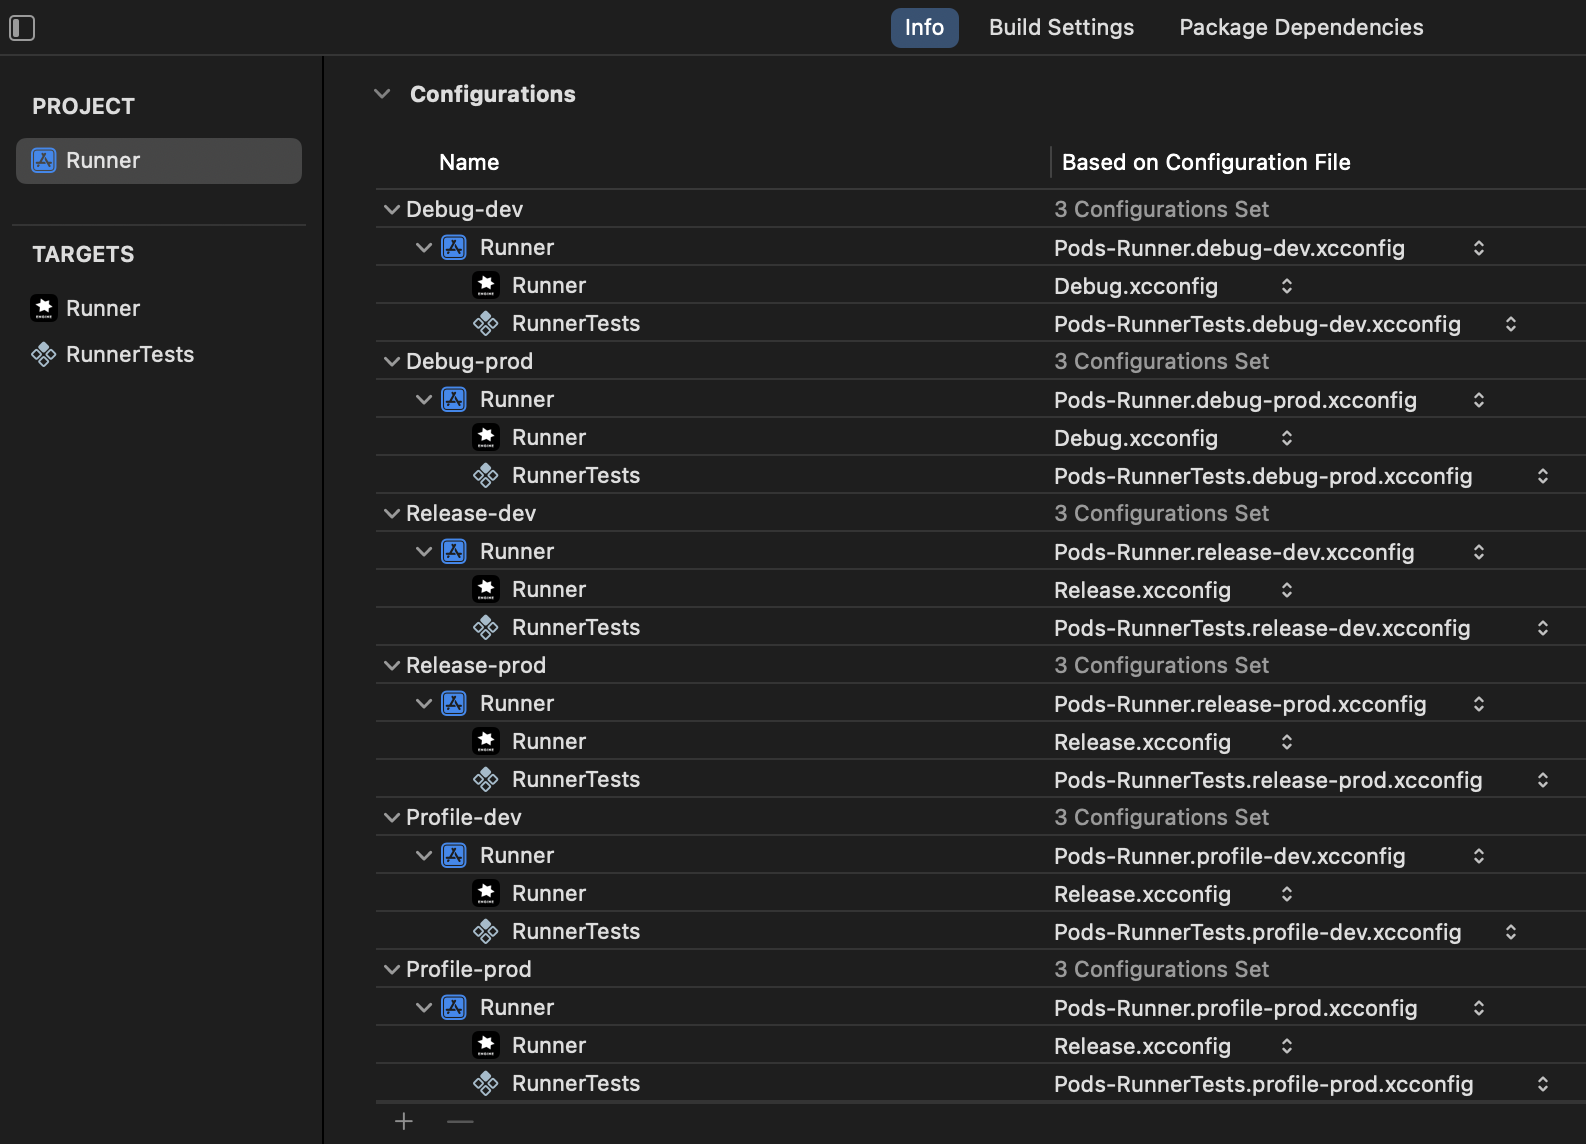 Info Build Settings Package Dependencies
PROJECT
Runner
TARGETS
Runner
RunnerTests
Configurations
Name Based on Configuration File
Debug-dev 3 Configurations Set
Runner Pods-Runner.debug-dev.xcconfig
Runner Debug.xcconfig
RunnerTests Pods-RunnerTests.debug-dev.xcconfig
Debug-prod 3 Configurations Set
Runner Pods-Runner.debug-prod.xcconfig
Runner Debug.xcconfig
RunnerTests Pods-RunnerTests.debug-prod.xcconfig
Release-dev 3 Configurations Set
Runner Pods-Runner.release-dev.xcconfig
Runner Release.xcconfig
RunnerTests Pods-RunnerTests.release-dev.xcconfig
Release-prod 3 Configurations Set
Runner Pods-Runner.release-prod.xcconfig
Runner Release.xcconfig
RunnerTests Pods-RunnerTests.release-prod.xcconfig
Profile-dev 3 Configurations Set
Runner Pods-Runner.profile-dev.xcconfig
Runner Release.xcconfig
RunnerTests Pods-RunnerTests.profile-dev.xcconfig
Profile-prod 3 Configurations Set
Runner Pods-Runner.profile-prod.xcconfig
Runner Release.xcconfig
RunnerTests Pods-RunnerTests.profile-prod.xcconfig